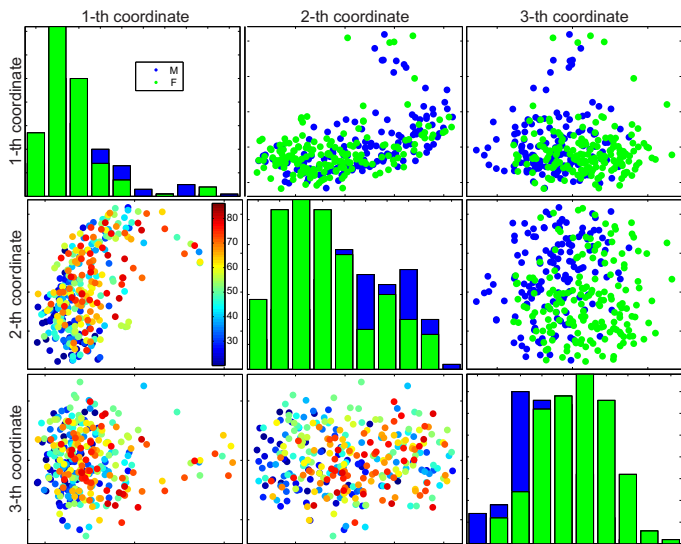 1-th coordinate 2-th coordinate 3-th coordinate
1-th coordinate
M
F
2-th coordinate
80
70
60
50
40
30
3-th coordinate